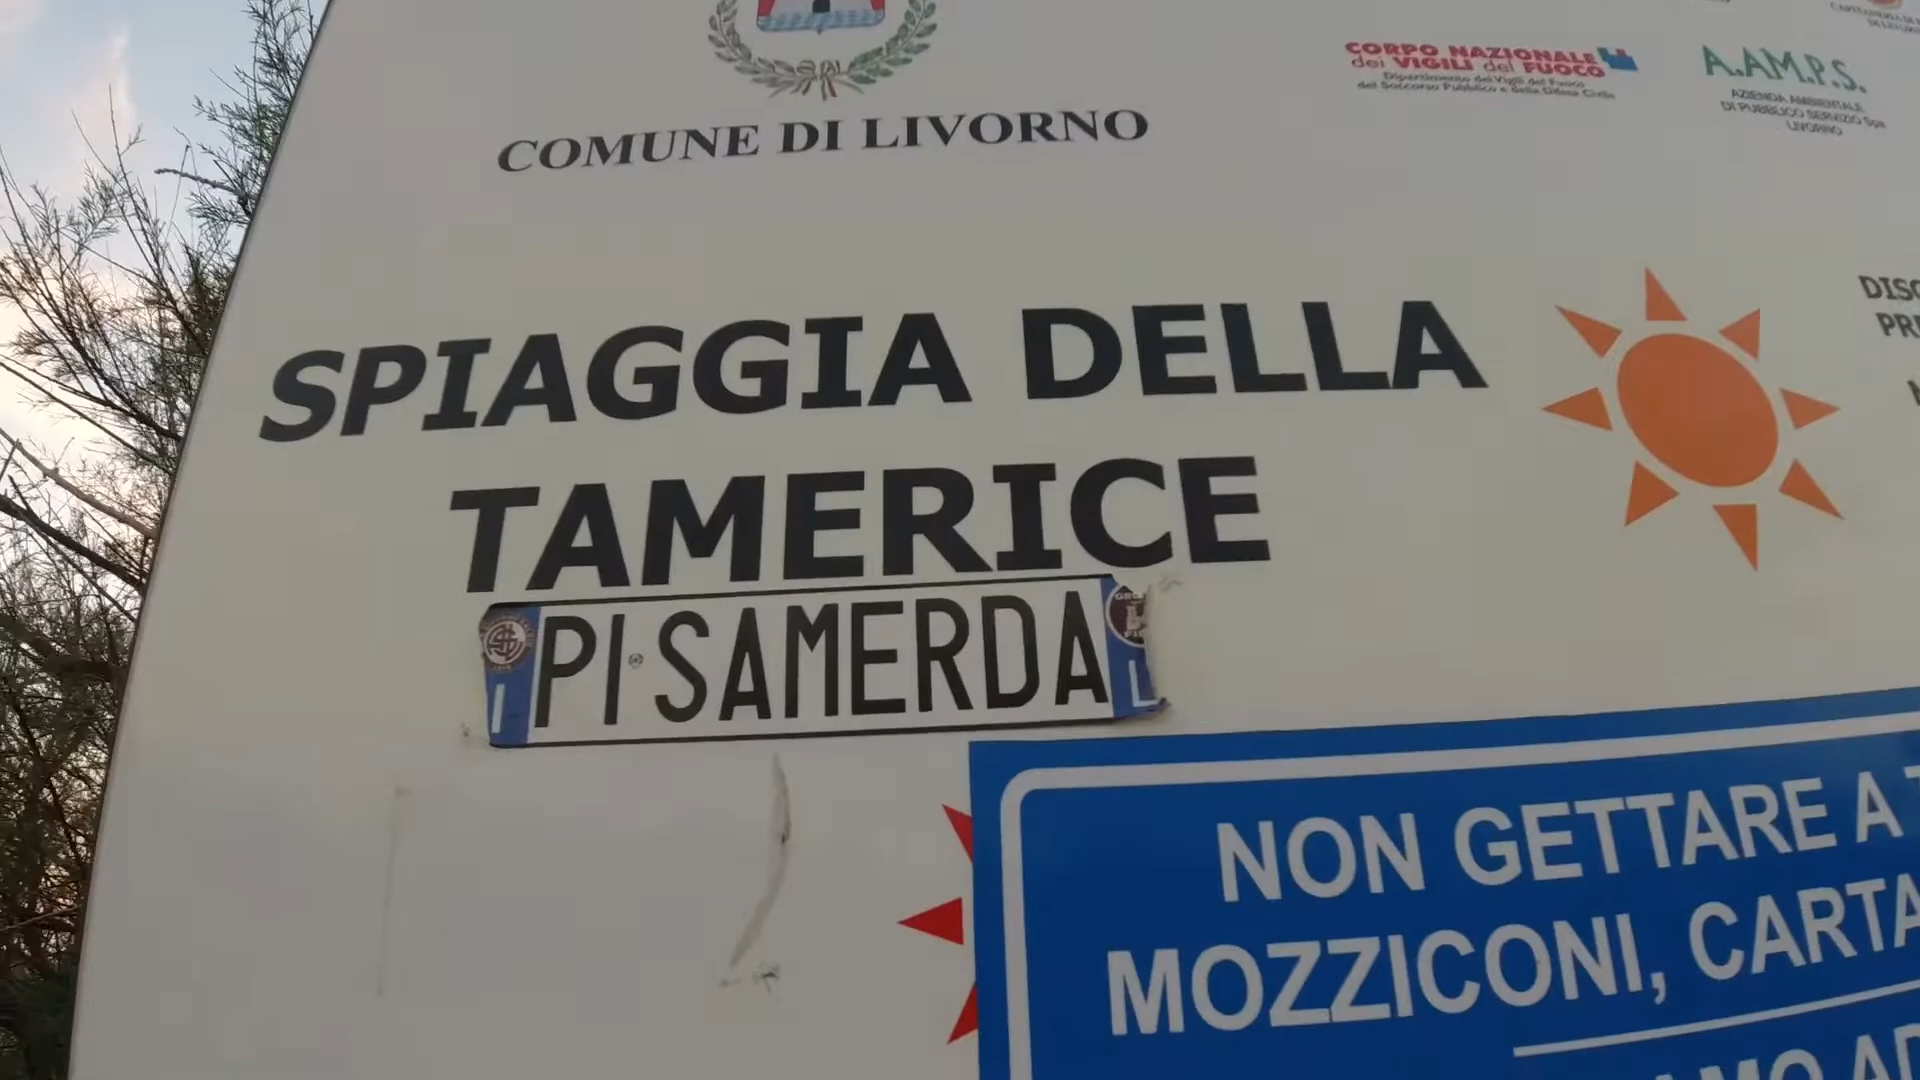 COMUNE DI LIVORNO
CORPO NAZIONALE
dei VIGILI del FUOCO
Dipartimento dei Vigili del Fuoco
del Soccorso Pubblico e della Difesa Civile
A.AM.P.S.
AZIENDA AMBIENTALE
DI PUBBLICO SERVIZIO SpA
LIVORNO
SPIAGGIA DELLA
TAMERICE
I PI SAMERDA L
NON GETTARE A
MOZZICONI, CARTA